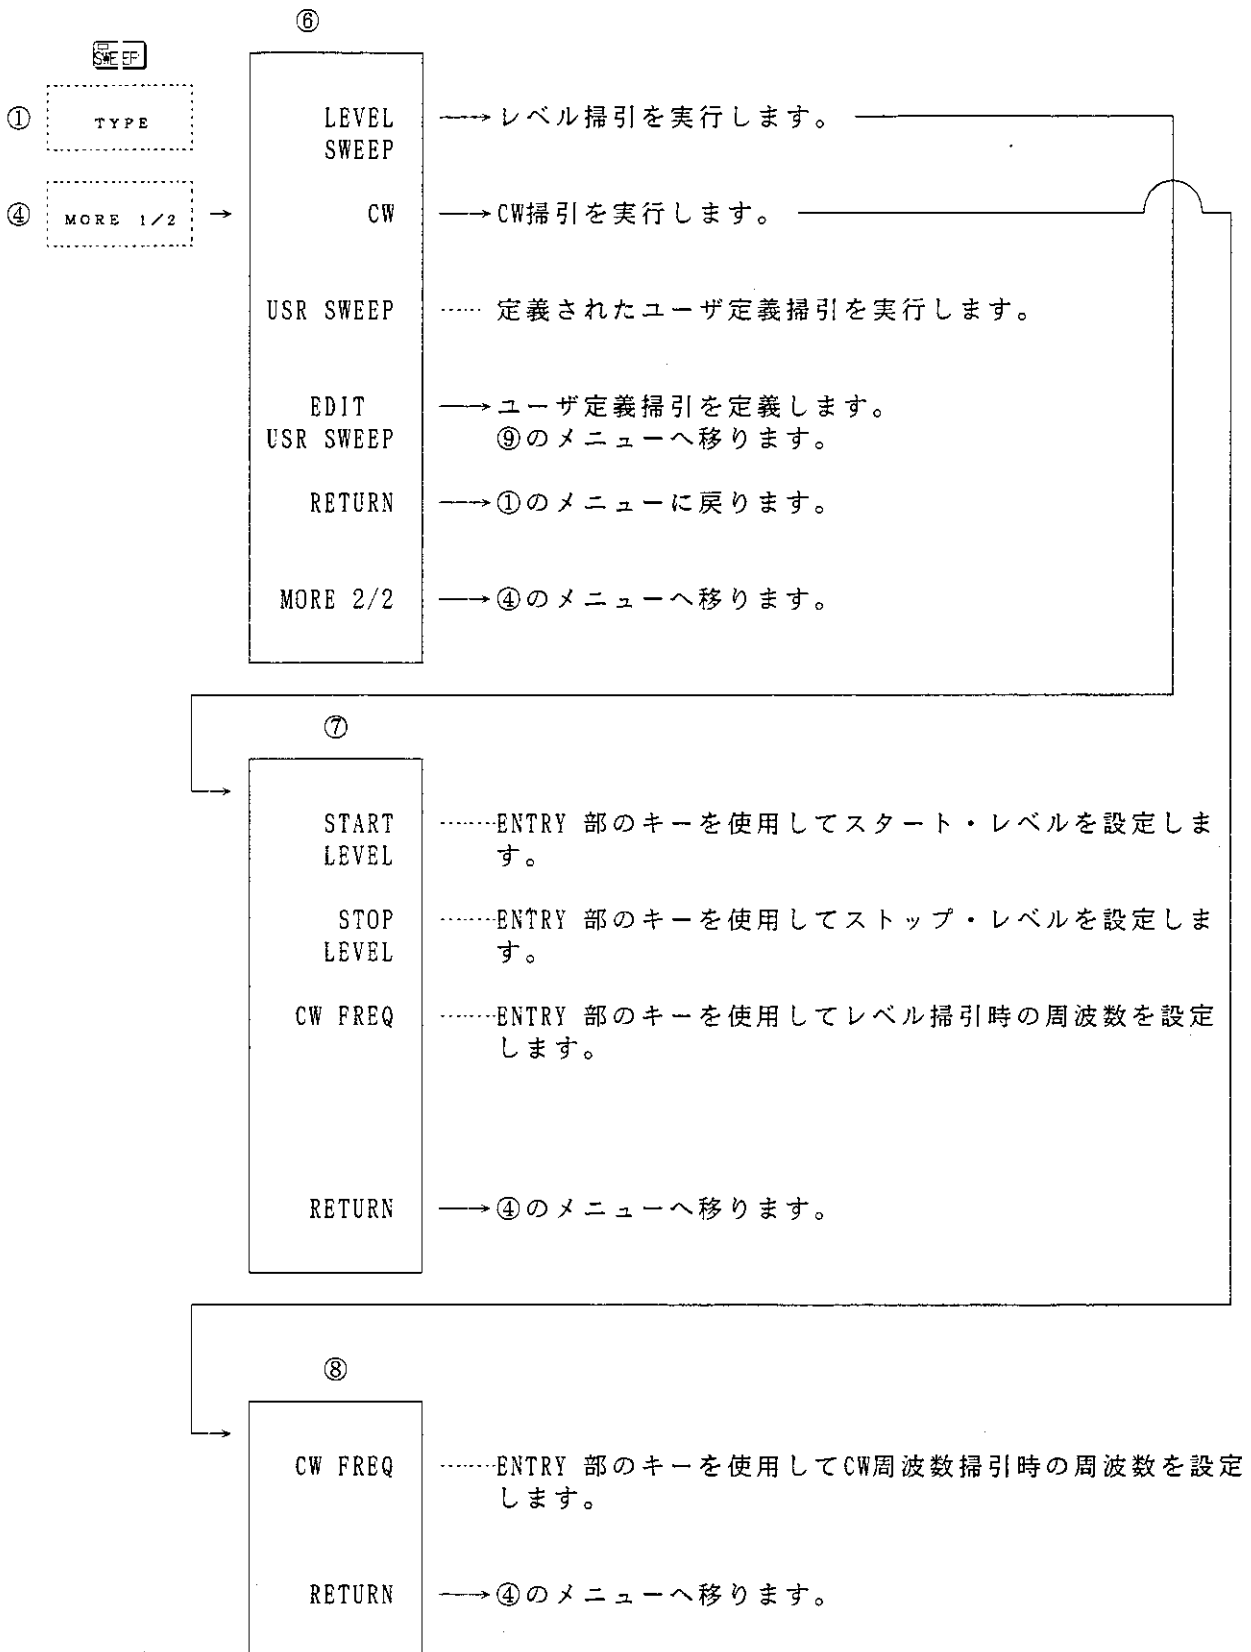 ⑥
SWEEP
① TYPE
LEVEL SWEEP ──→ レベル掃引を実行します。
④ MORE 1/2 → CW ──→ CW掃引を実行します。
USR SWEEP …… 定義されたユーザ定義掃引を実行します。
EDIT ──→ ユーザ定義掃引を定義します。
USR SWEEP ⑨のメニューへ移ります。
RETURN ──→ ①のメニューに戻ります。
MORE 2/2 ──→ ④のメニューへ移ります。
⑦
START ……ENTRY 部のキーを使用してスタート・レベルを設定しま
LEVEL す。
STOP ……ENTRY 部のキーを使用してストップ・レベルを設定しま
LEVEL す。
CW FREQ ……ENTRY 部のキーを使用してレベル掃引時の周波数を設定
します。
RETURN ──→ ④のメニューへ移ります。
⑧
CW FREQ ……ENTRY 部のキーを使用してCW周波数掃引時の周波数を設定
します。
RETURN ──→ ④のメニューへ移ります。